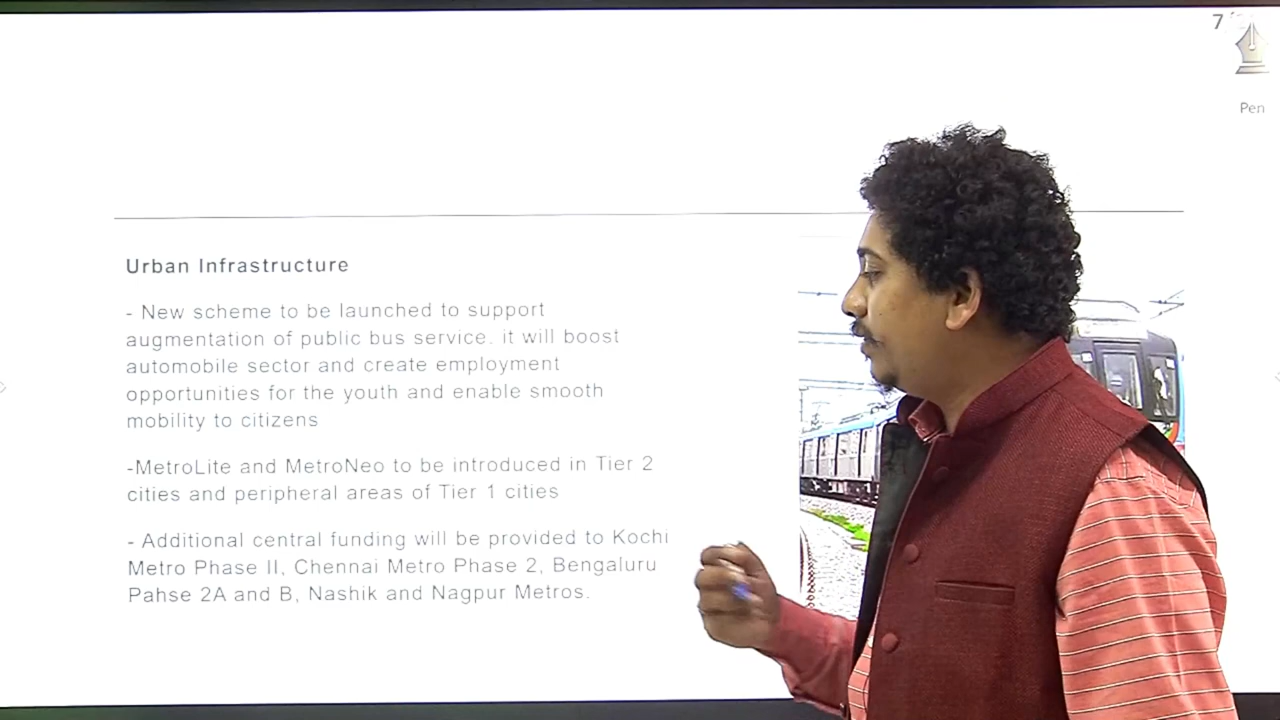 7
Pen
Urban Infrastructure
- New scheme to be launched to support
augmentation of public bus service. it will boost
automobile sector and create employment
opportunities for the youth and enable smooth
mobility to citizens
-MetroLite and MetroNeo to be introduced in Tier 2
cities and peripheral areas of Tier 1 cities
- Additional central funding will be provided to Kochi
Metro Phase II, Chennai Metro Phase 2, Bengaluru
Pahse 2A and B, Nashik and Nagpur Metros.